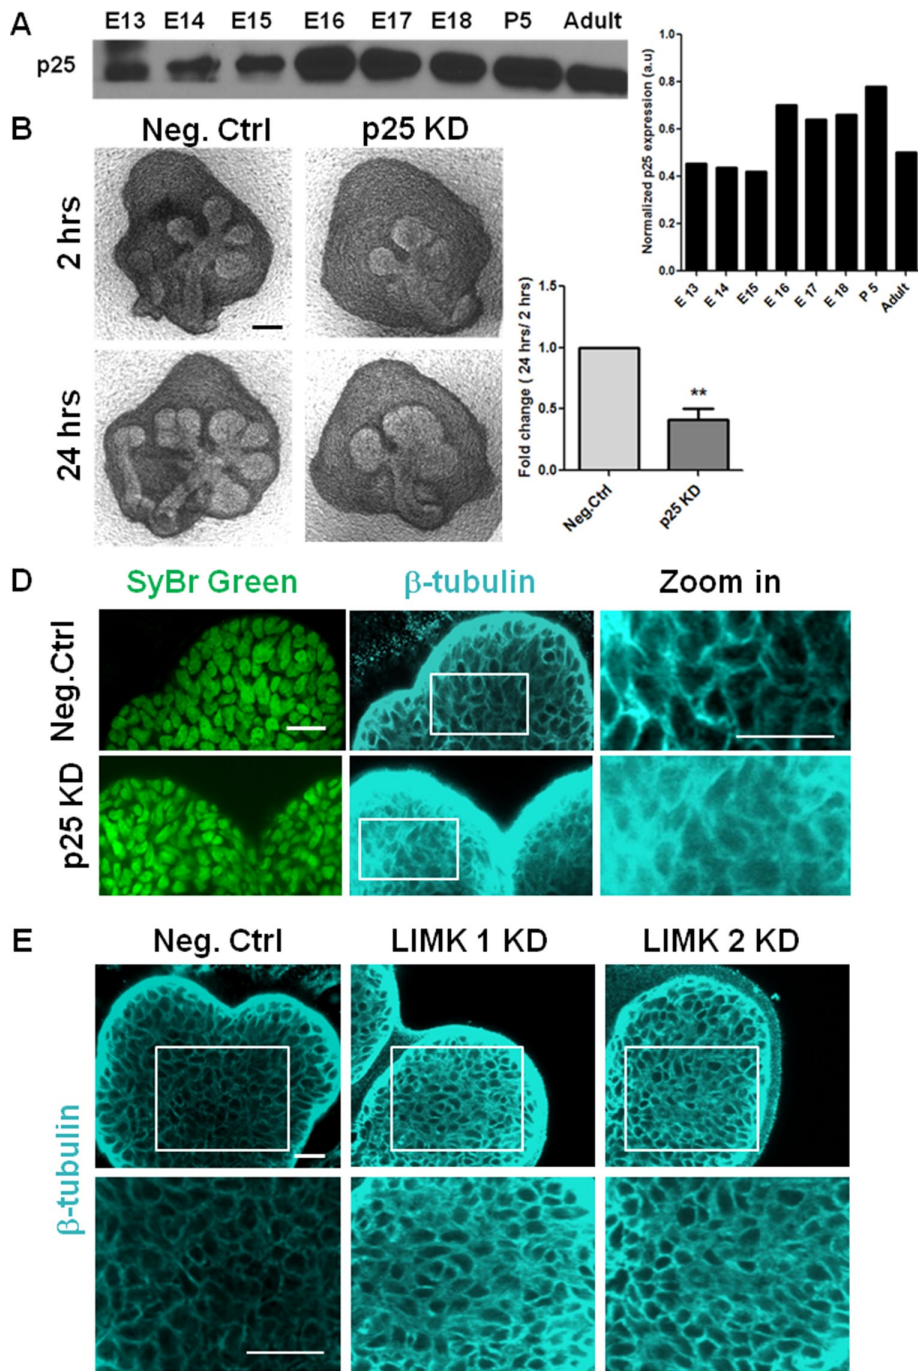 A
E13 E14 E15 E16 E17 E18 P5 Adult
p25
Normalized p25 expression (a.u)
1.0
0.8
0.6
0.4
0.2
0.0
E 13 E 14 E15 E 16 E 17 E 18 P 5 Adult
B
Neg. Ctrl p25 KD
2 hrs
24 hrs
Fold change ( 24 hrs/ 2 hrs)
1.5
1.0
0.5
0.0
**
Neg.Ctrl p25 KD
D
SyBr Green β-tubulin Zoom in
Neg.Ctrl
p25 KD
E
Neg. Ctrl LIMK 1 KD LIMK 2 KD
β-tubulin